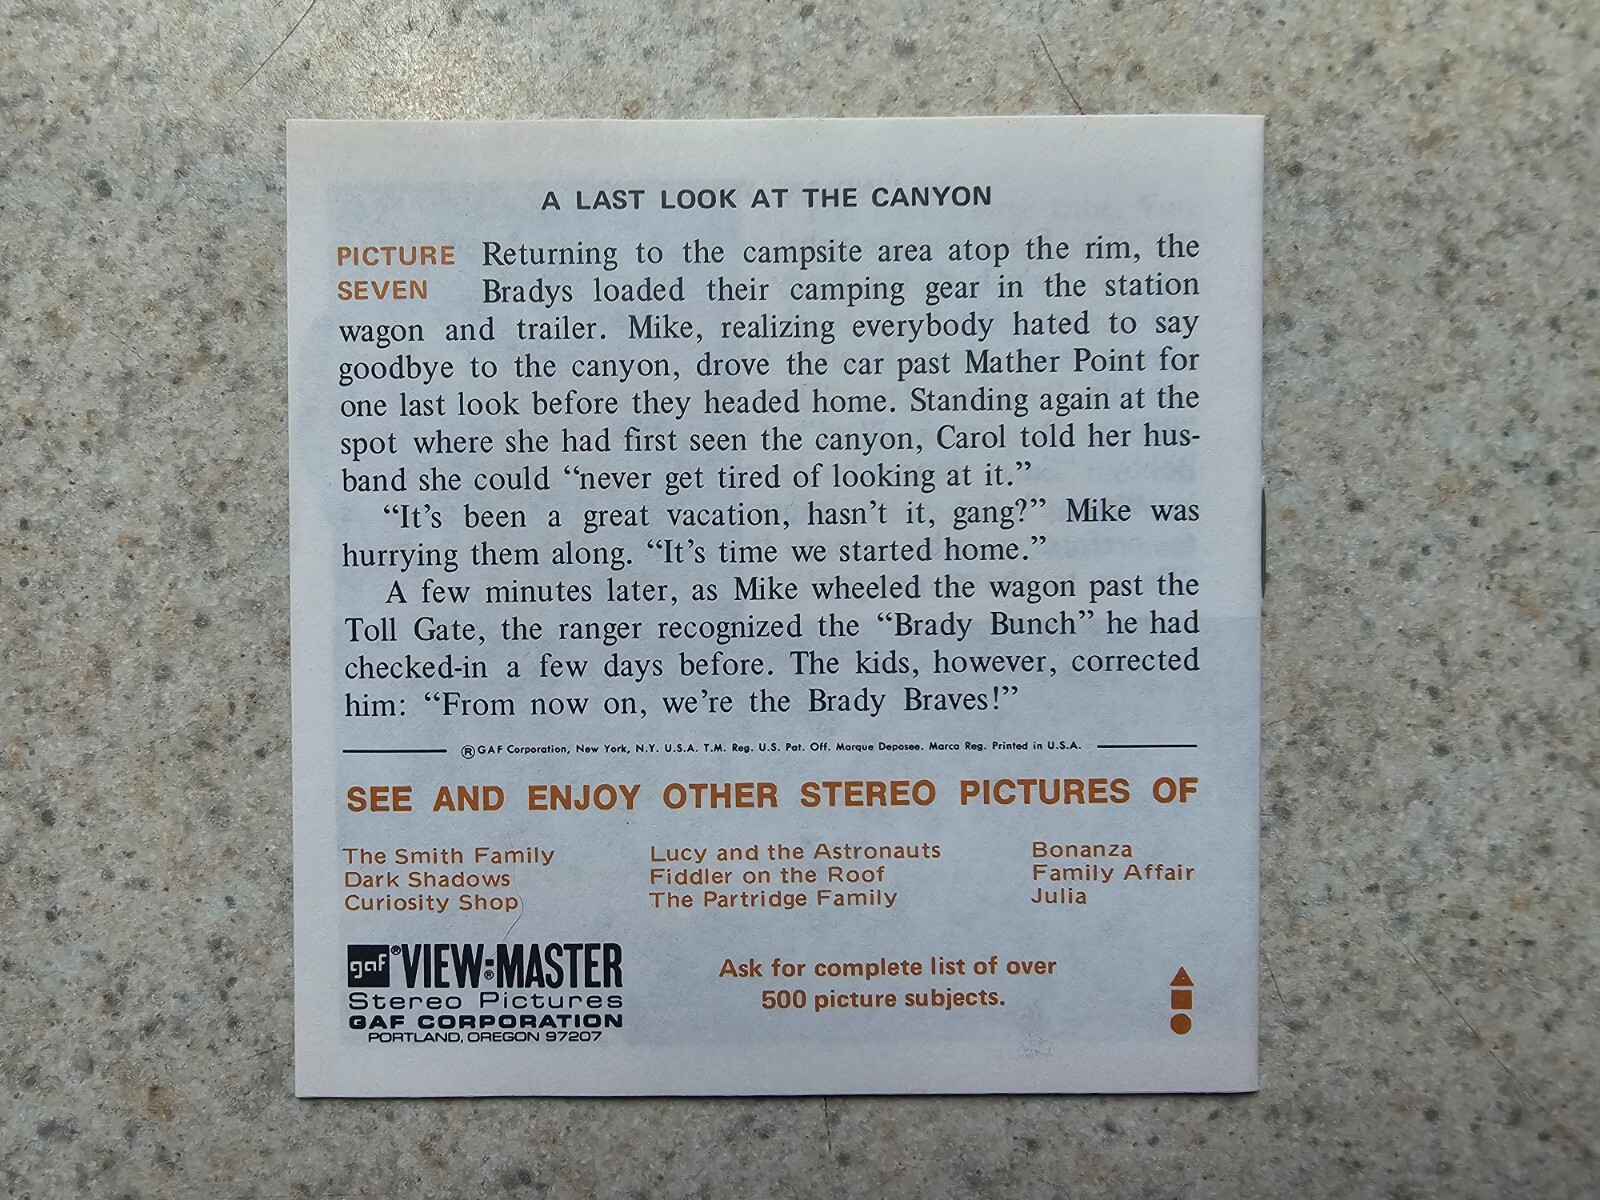 A LAST LOOK AT THE CANYON
PICTURE SEVEN Returning to the campsite area atop the rim, the
Bradys loaded their camping gear in the station
wagon and trailer. Mike, realizing everybody hated to say
goodbye to the canyon, drove the car past Mather Point for
one last look before they headed home. Standing again at the
spot where she had first seen the canyon, Carol told her hus-
band she could “never get tired of looking at it.”
“It’s been a great vacation, hasn’t it, gang?” Mike was
hurrying them along. “It’s time we started home.”
A few minutes later, as Mike wheeled the wagon past the
Toll Gate, the ranger recognized the “Brady Bunch” he had
checked-in a few days before. The kids, however, corrected
him: “From now on, we’re the Brady Braves!”
® GAF Corporation, New York, N.Y. U.S.A. T.M. Reg. U.S. Pat. Off. Marque Deposee. Marca Reg. Printed in U.S.A.
SEE AND ENJOY OTHER STEREO PICTURES OF
The Smith Family
Dark Shadows
Curiosity Shop
Lucy and the Astronauts
Fiddler on the Roof
The Partridge Family
Bonanza
Family Affair
Julia
gaf ® VIEW-MASTER ®
Stereo Pictures
GAF CORPORATION
PORTLAND, OREGON 97207
Ask for complete list of over
500 picture subjects.